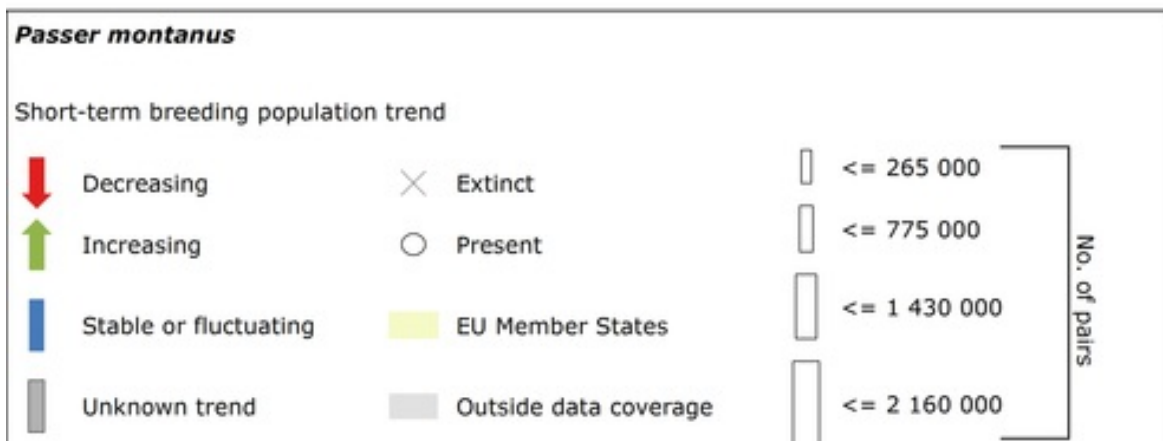 Passer montanus
Short-term breeding population trend
Decreasing
Extinct
<= 265 000
Increasing
Present
<= 775 000
Stable or fluctuating
EU Member States
<= 1 430 000
Unknown trend
Outside data coverage
<= 2 160 000
No. of pairs